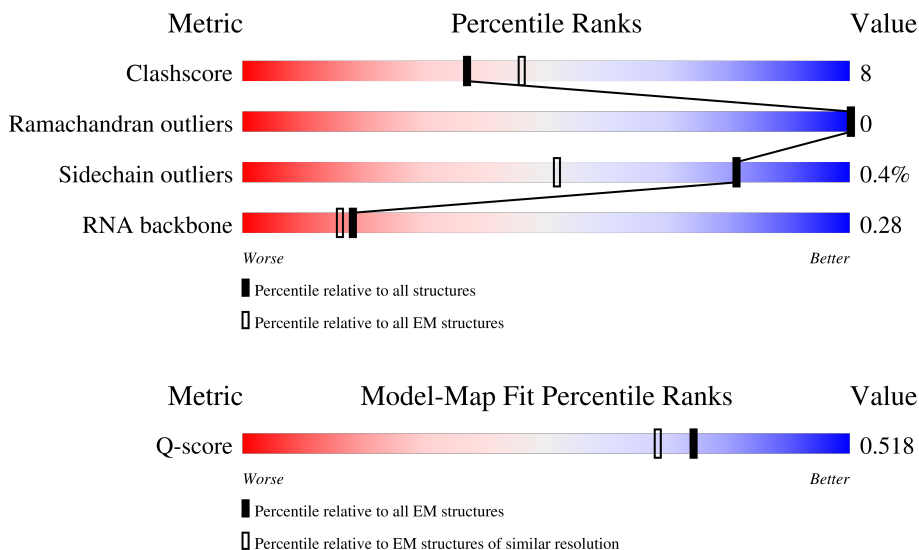 Metric Percentile Ranks Value
Clashscore 8
Ramachandran outliers 0
Sidechain outliers 0.4%
RNA backbone 0.28
Worse Better
Percentile relative to all structures
Percentile relative to all EM structures
Metric Model-Map Fit Percentile Ranks Value
Q-score 0.518
Worse Better
Percentile relative to all EM structures
Percentile relative to EM structures of similar resolution